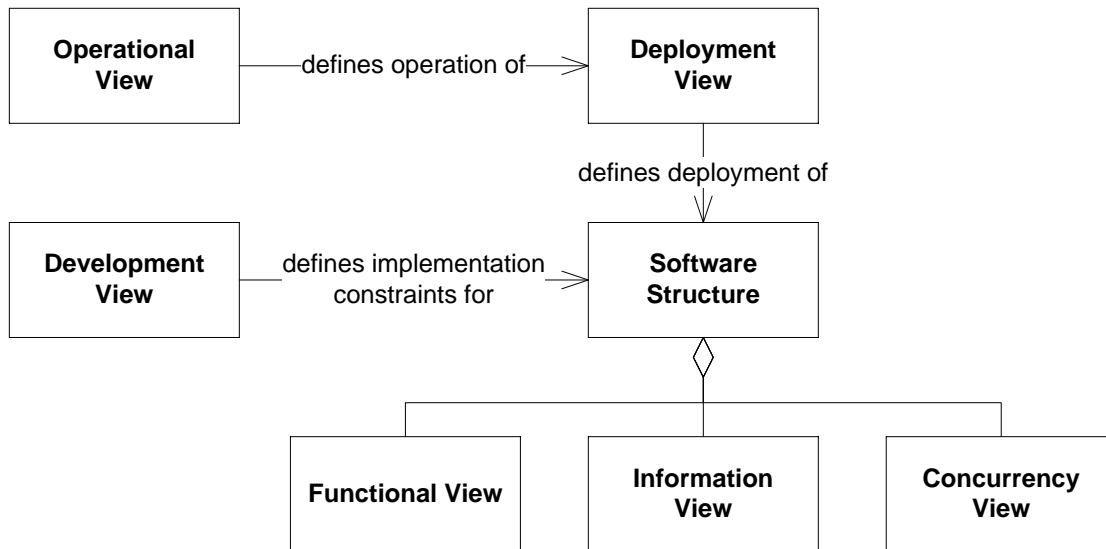 Operational
View
defines operation of
Deployment
View
defines deployment of
Development
View
defines implementation
constraints for
Software
Structure
Functional View
Information
View
Concurrency
View